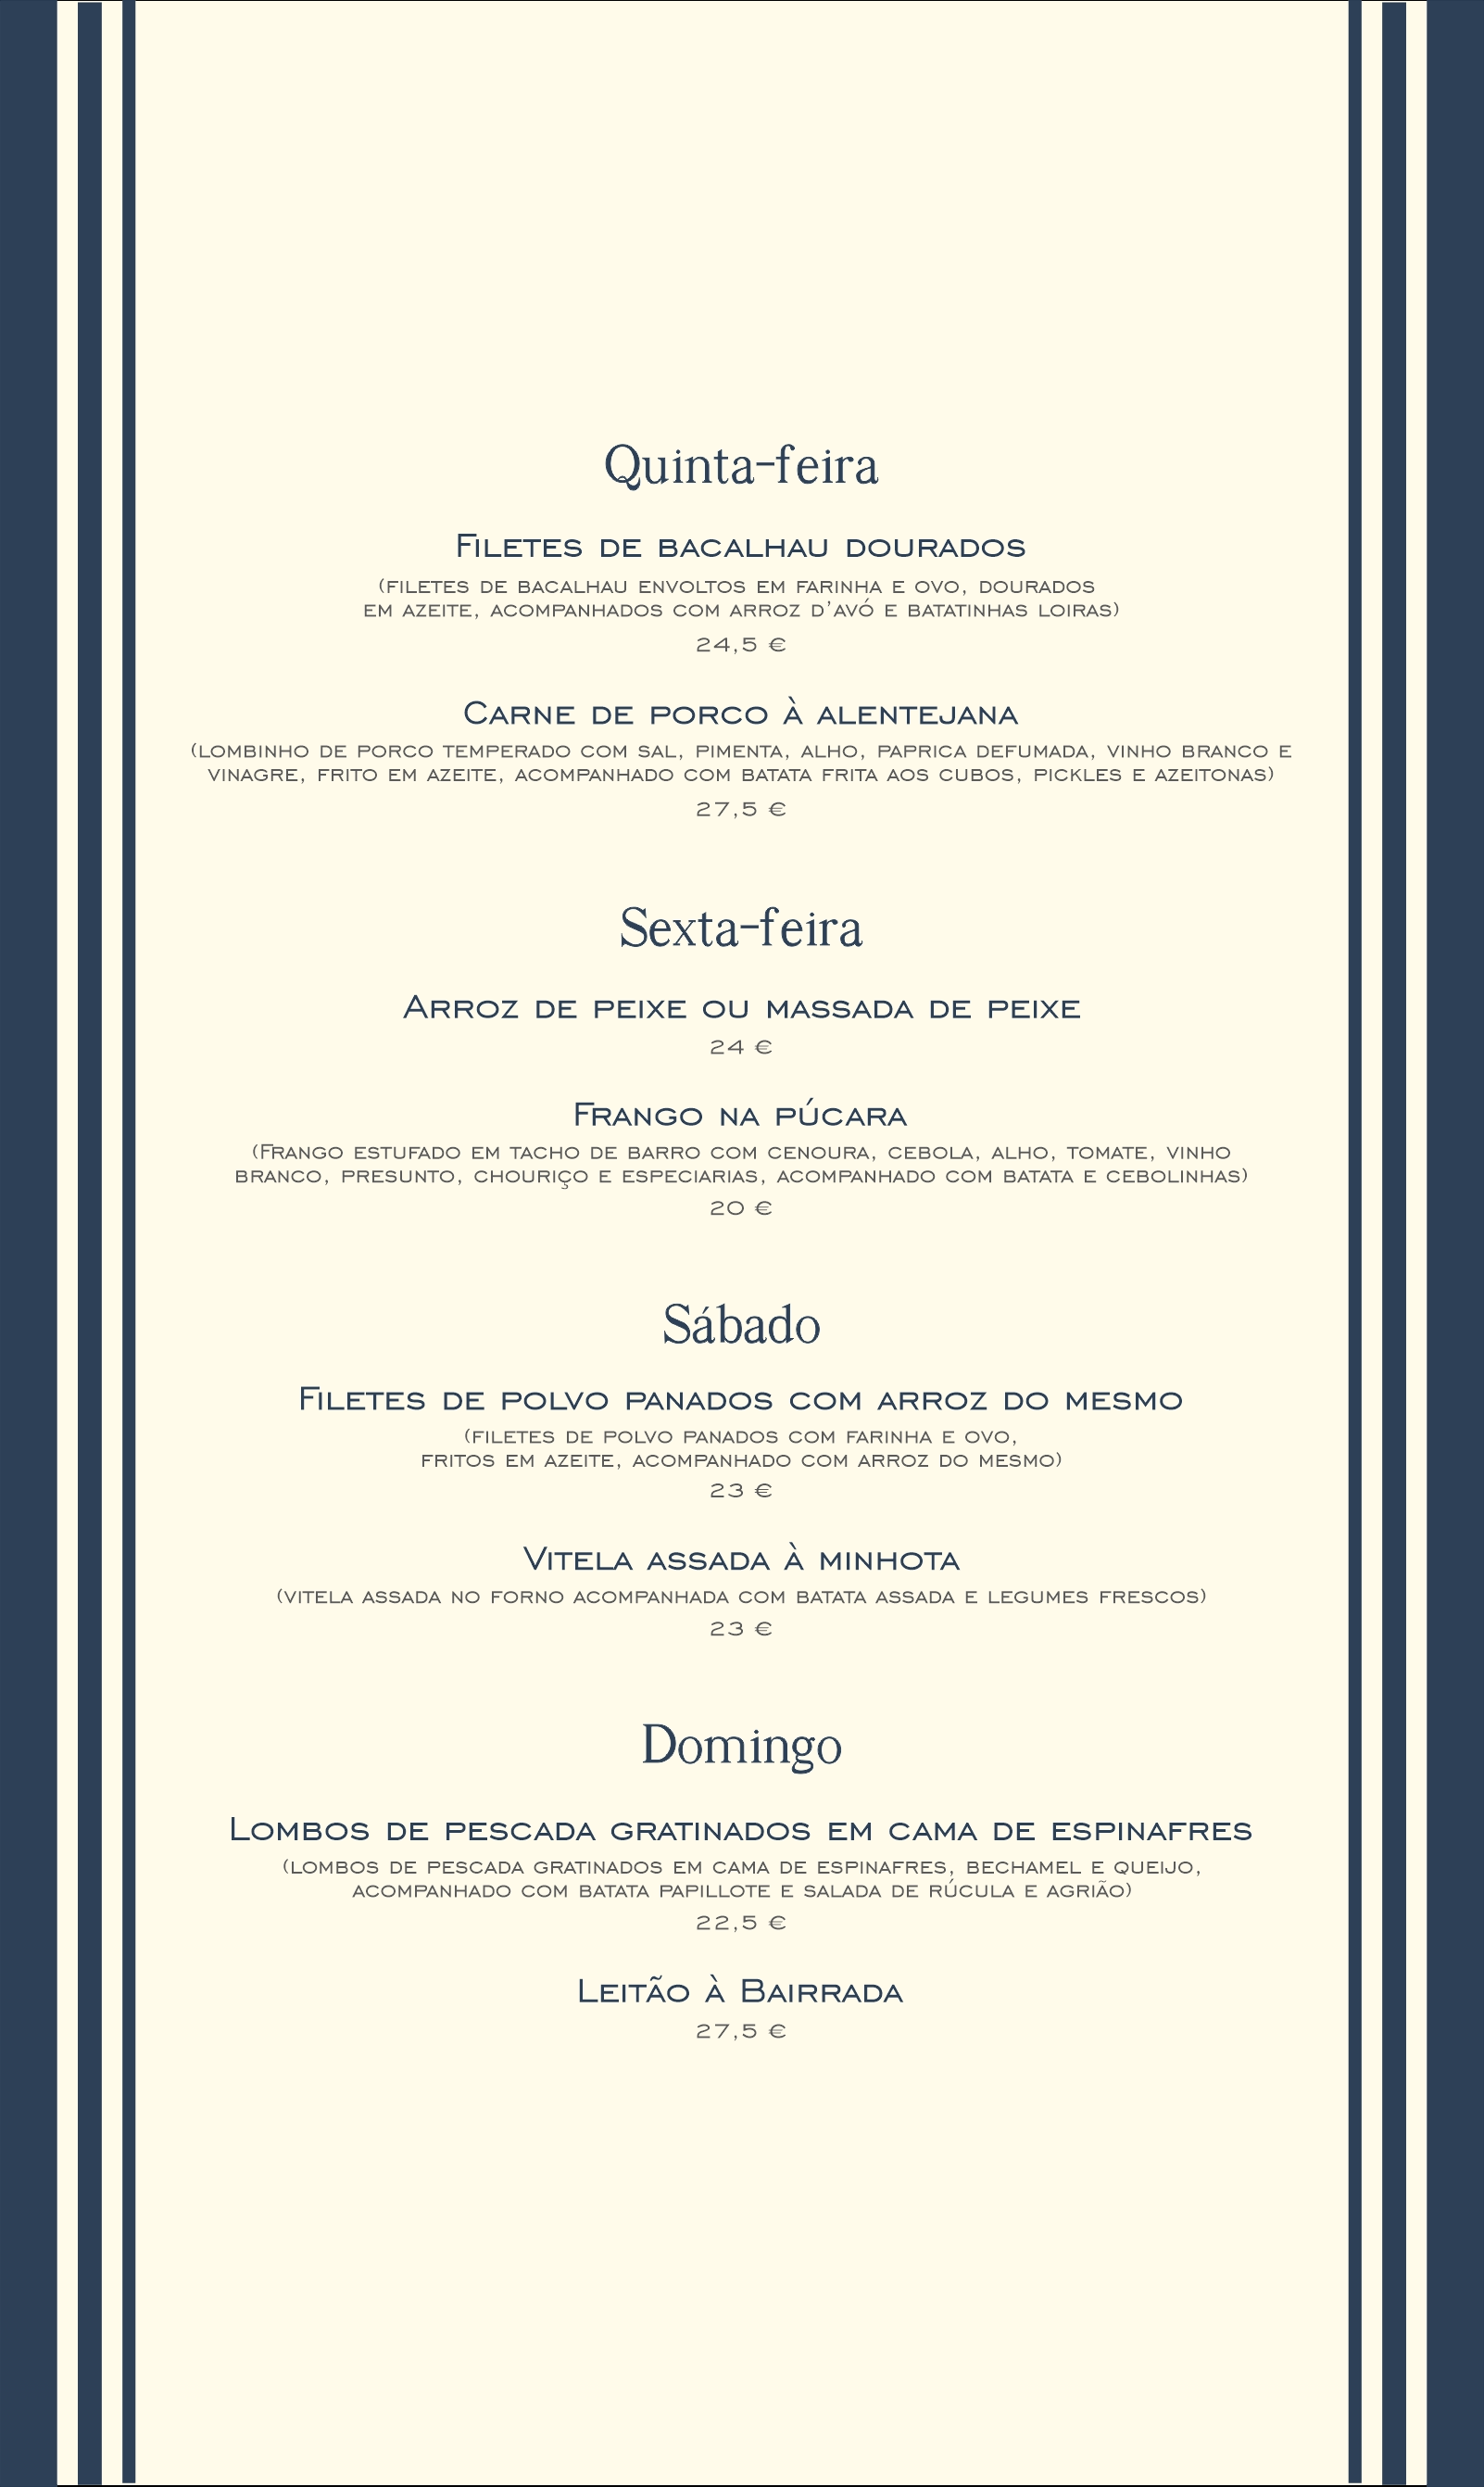 Quinta-feira
Filetes de bacalhau dourados
(filetes de bacalhau envoltos em farinha e ovo, dourados
em azeite, acompanhados com arroz d'avó e batatinhas loiras)
24,5 €
Carne de porco à alentejana
(lombinho de porco temperado com sal, pimenta, alho, paprica defumada, vinho branco e
vinagre, frito em azeite, acompanhado com batata frita aos cubos, pickles e azeitonas)
27,5 €
Sexta-feira
Arroz de peixe ou massada de peixe
24 €
Frango na púcara
(Frango estufado em tacho de barro com cenoura, cebola, alho, tomate, vinho
branco, presunto, chouriço e especiarias, acompanhado com batata e cebolinhas)
20 €
Sábado
Filetes de polvo panados com arroz do mesmo
(filetes de polvo panados com farinha e ovo,
fritos em azeite, acompanhado com arroz do mesmo)
23 €
Vitela assada à minhota
(vitela assada no forno acompanhada com batata assada e legumes frescos)
23 €
Domingo
Lombos de pescada gratinados em cama de espinafres
(lombos de pescada gratinados em cama de espinafres, bechamel e queijo,
acompanhado com batata papillote e salada de rúcula e agrião)
22,5 €
Leitão à Bairrada
27,5 €